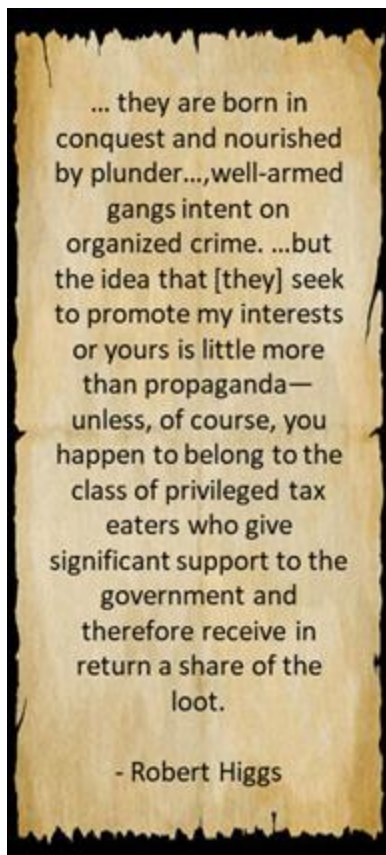 ... they are born in
conquest and nourished
by plunder...,well-armed
gangs intent on
organized crime. ...but
the idea that [they] seek
to promote my interests
or yours is little more
than propaganda—
unless, of course, you
happen to belong to the
class of privileged tax
eaters who give
significant support to the
government and
therefore receive in
return a share of the
loot.
- Robert Higgs